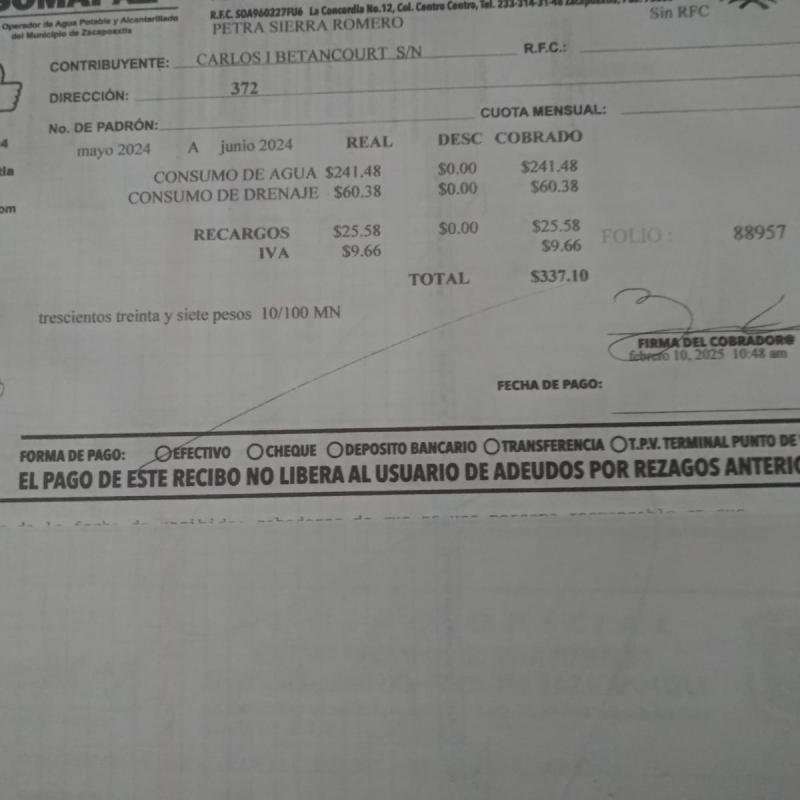 Operador de Agua Potable y Alcantarillado
del Municipio de Zacapoaxtla
R.F.C. SOA960227FU6 La Concordia No.12, Col. Centro Centro, Tel. 233-314-31-48 Zacapoaxtla,
PETRA SIERRA ROMERO
Sin RFC
CONTRIBUYENTE: CARLOS I BETANCOURT S/N R.F.C.:
DIRECCIÓN: 372
No. DE PADRÓN: CUOTA MENSUAL:
mayo 2024 A junio 2024 REAL DESC COBRADO
CONSUMO DE AGUA $241.48 $0.00 $241.48
CONSUMO DE DRENAJE $60.38 $0.00 $60.38
RECARGOS $25.58 $0.00 $25.58
IVA $9.66 $9.66
FOLIO : 88957
TOTAL $337.10
trescientos treinta y siete pesos 10/100 MN
FIRMA DEL COBRADOR@
febrero 10, 2025 10:48 am
FECHA DE PAGO:
FORMA DE PAGO: EFECTIVO CHEQUE DEPOSITO BANCARIO TRANSFERENCIA T.P.V. TERMINAL PUNTO DE
EL PAGO DE ESTE RECIBO NO LIBERA AL USUARIO DE ADEUDOS POR REZAGOS ANTERIO